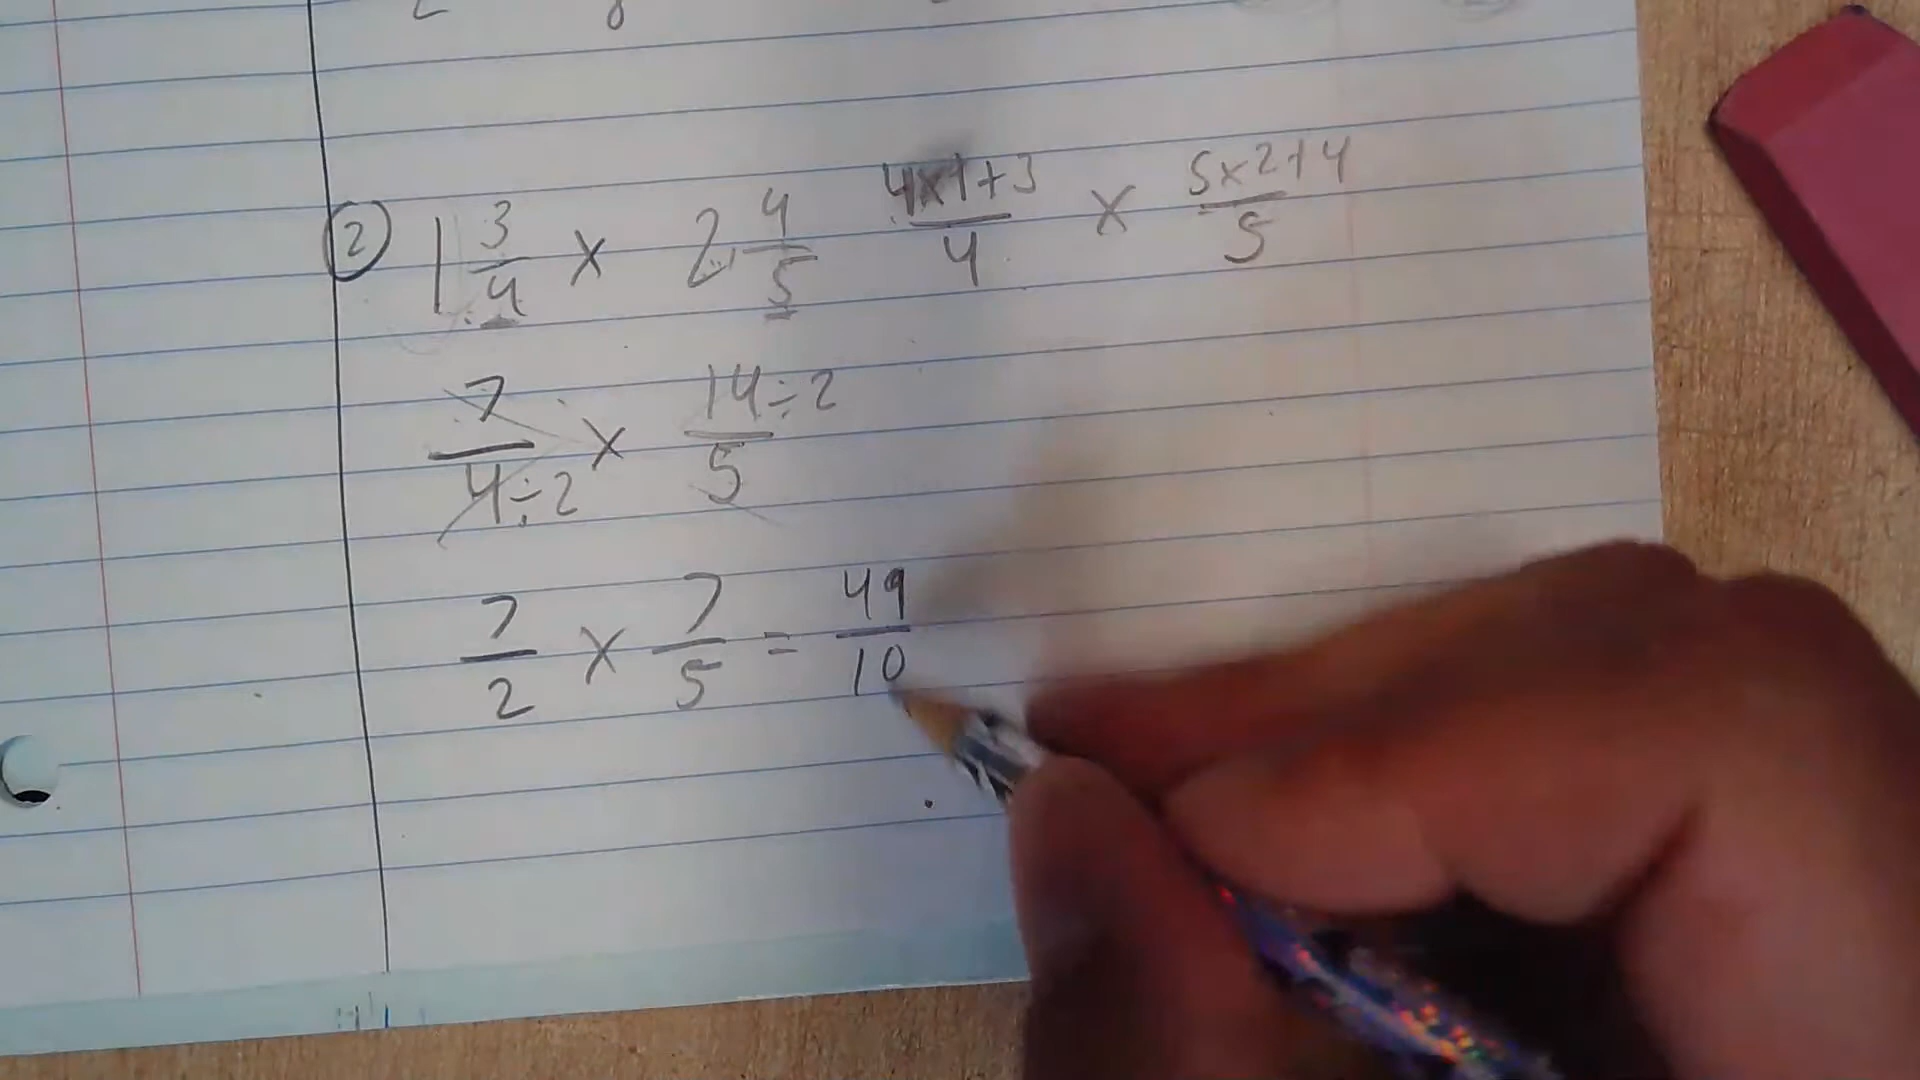 ② 1 3/4 × 2 4/5 (4×1+3)/4 × (5×2+4)/5
7/(4÷2) × (14÷2)/5
7/2 × 7/5 = 49/10